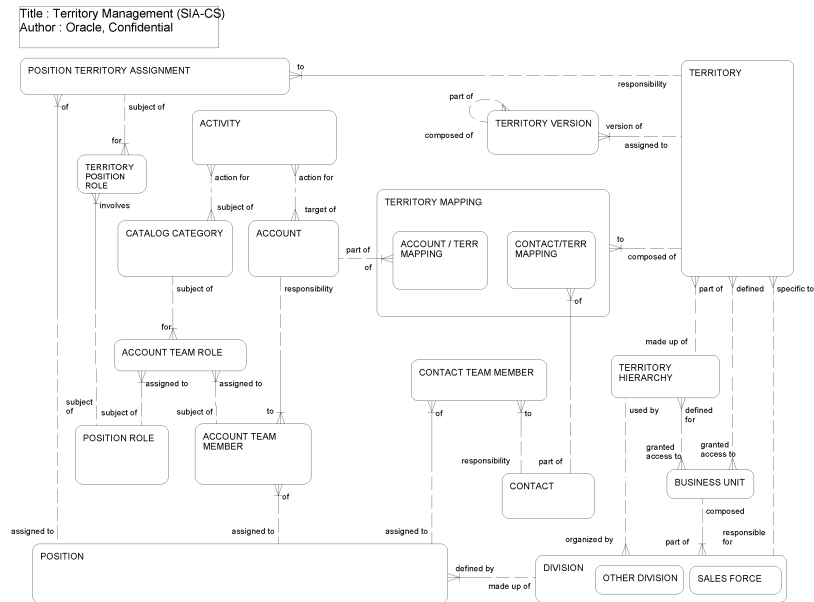 Title : Territory Management (SIA-CS)
Author : Oracle, Confidential
POSITION TERRITORY ASSIGNMENT
to
responsibility
TERRITORY
of
subject of
for
TERRITORY
POSITION
ROLE
involves
ACTIVITY
action for
action for
subject of
target of
part of
composed of
TERRITORY VERSION
version of
assigned to
CATALOG CATEGORY
ACCOUNT
part of
of
TERRITORY MAPPING
ACCOUNT / TERR
MAPPING
CONTACT/TERR
MAPPING
to
composed of
subject of
responsibility
of
part of
defined
specific to
for
ACCOUNT TEAM ROLE
assigned to
assigned to
made up of
TERRITORY
HIERARCHY
CONTACT TEAM MEMBER
subject
of
subject of
subject of
to
of
to
used by
defined
for
POSITION ROLE
ACCOUNT TEAM
MEMBER
of
responsibility
part of
CONTACT
granted
access to
granted
access to
BUSINESS UNIT
composed
assigned to
assigned to
assigned to
organized by
part of
responsible
for
POSITION
defined by
made up of
DIVISION
OTHER DIVISION
SALES FORCE